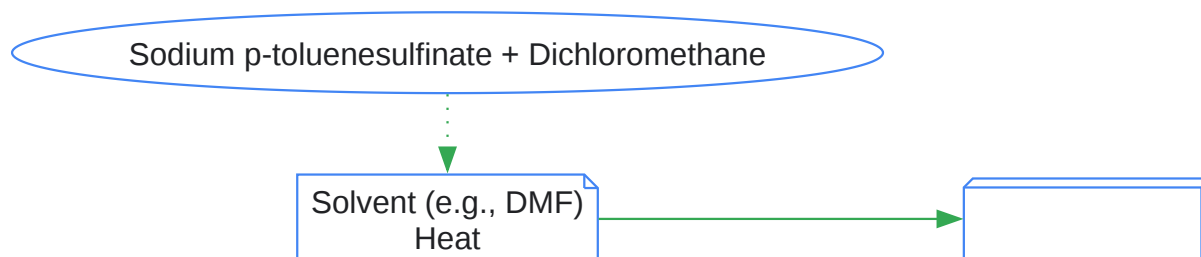 Sodium p-toluenesulfinate + Dichloromethane
Solvent (e.g., DMF)
Heat